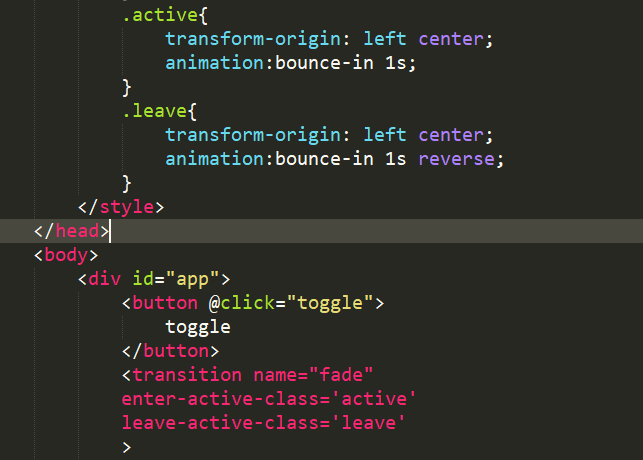 .active{
transform-origin: left center;
animation:bounce-in 1s;
}
.leave{
transform-origin: left center;
animation:bounce-in 1s reverse;
}
</style>
</head>
<body>
<div id="app">
<button @click="toggle">
toggle
</button>
<transition name="fade"
enter-active-class='active'
leave-active-class='leave'
>